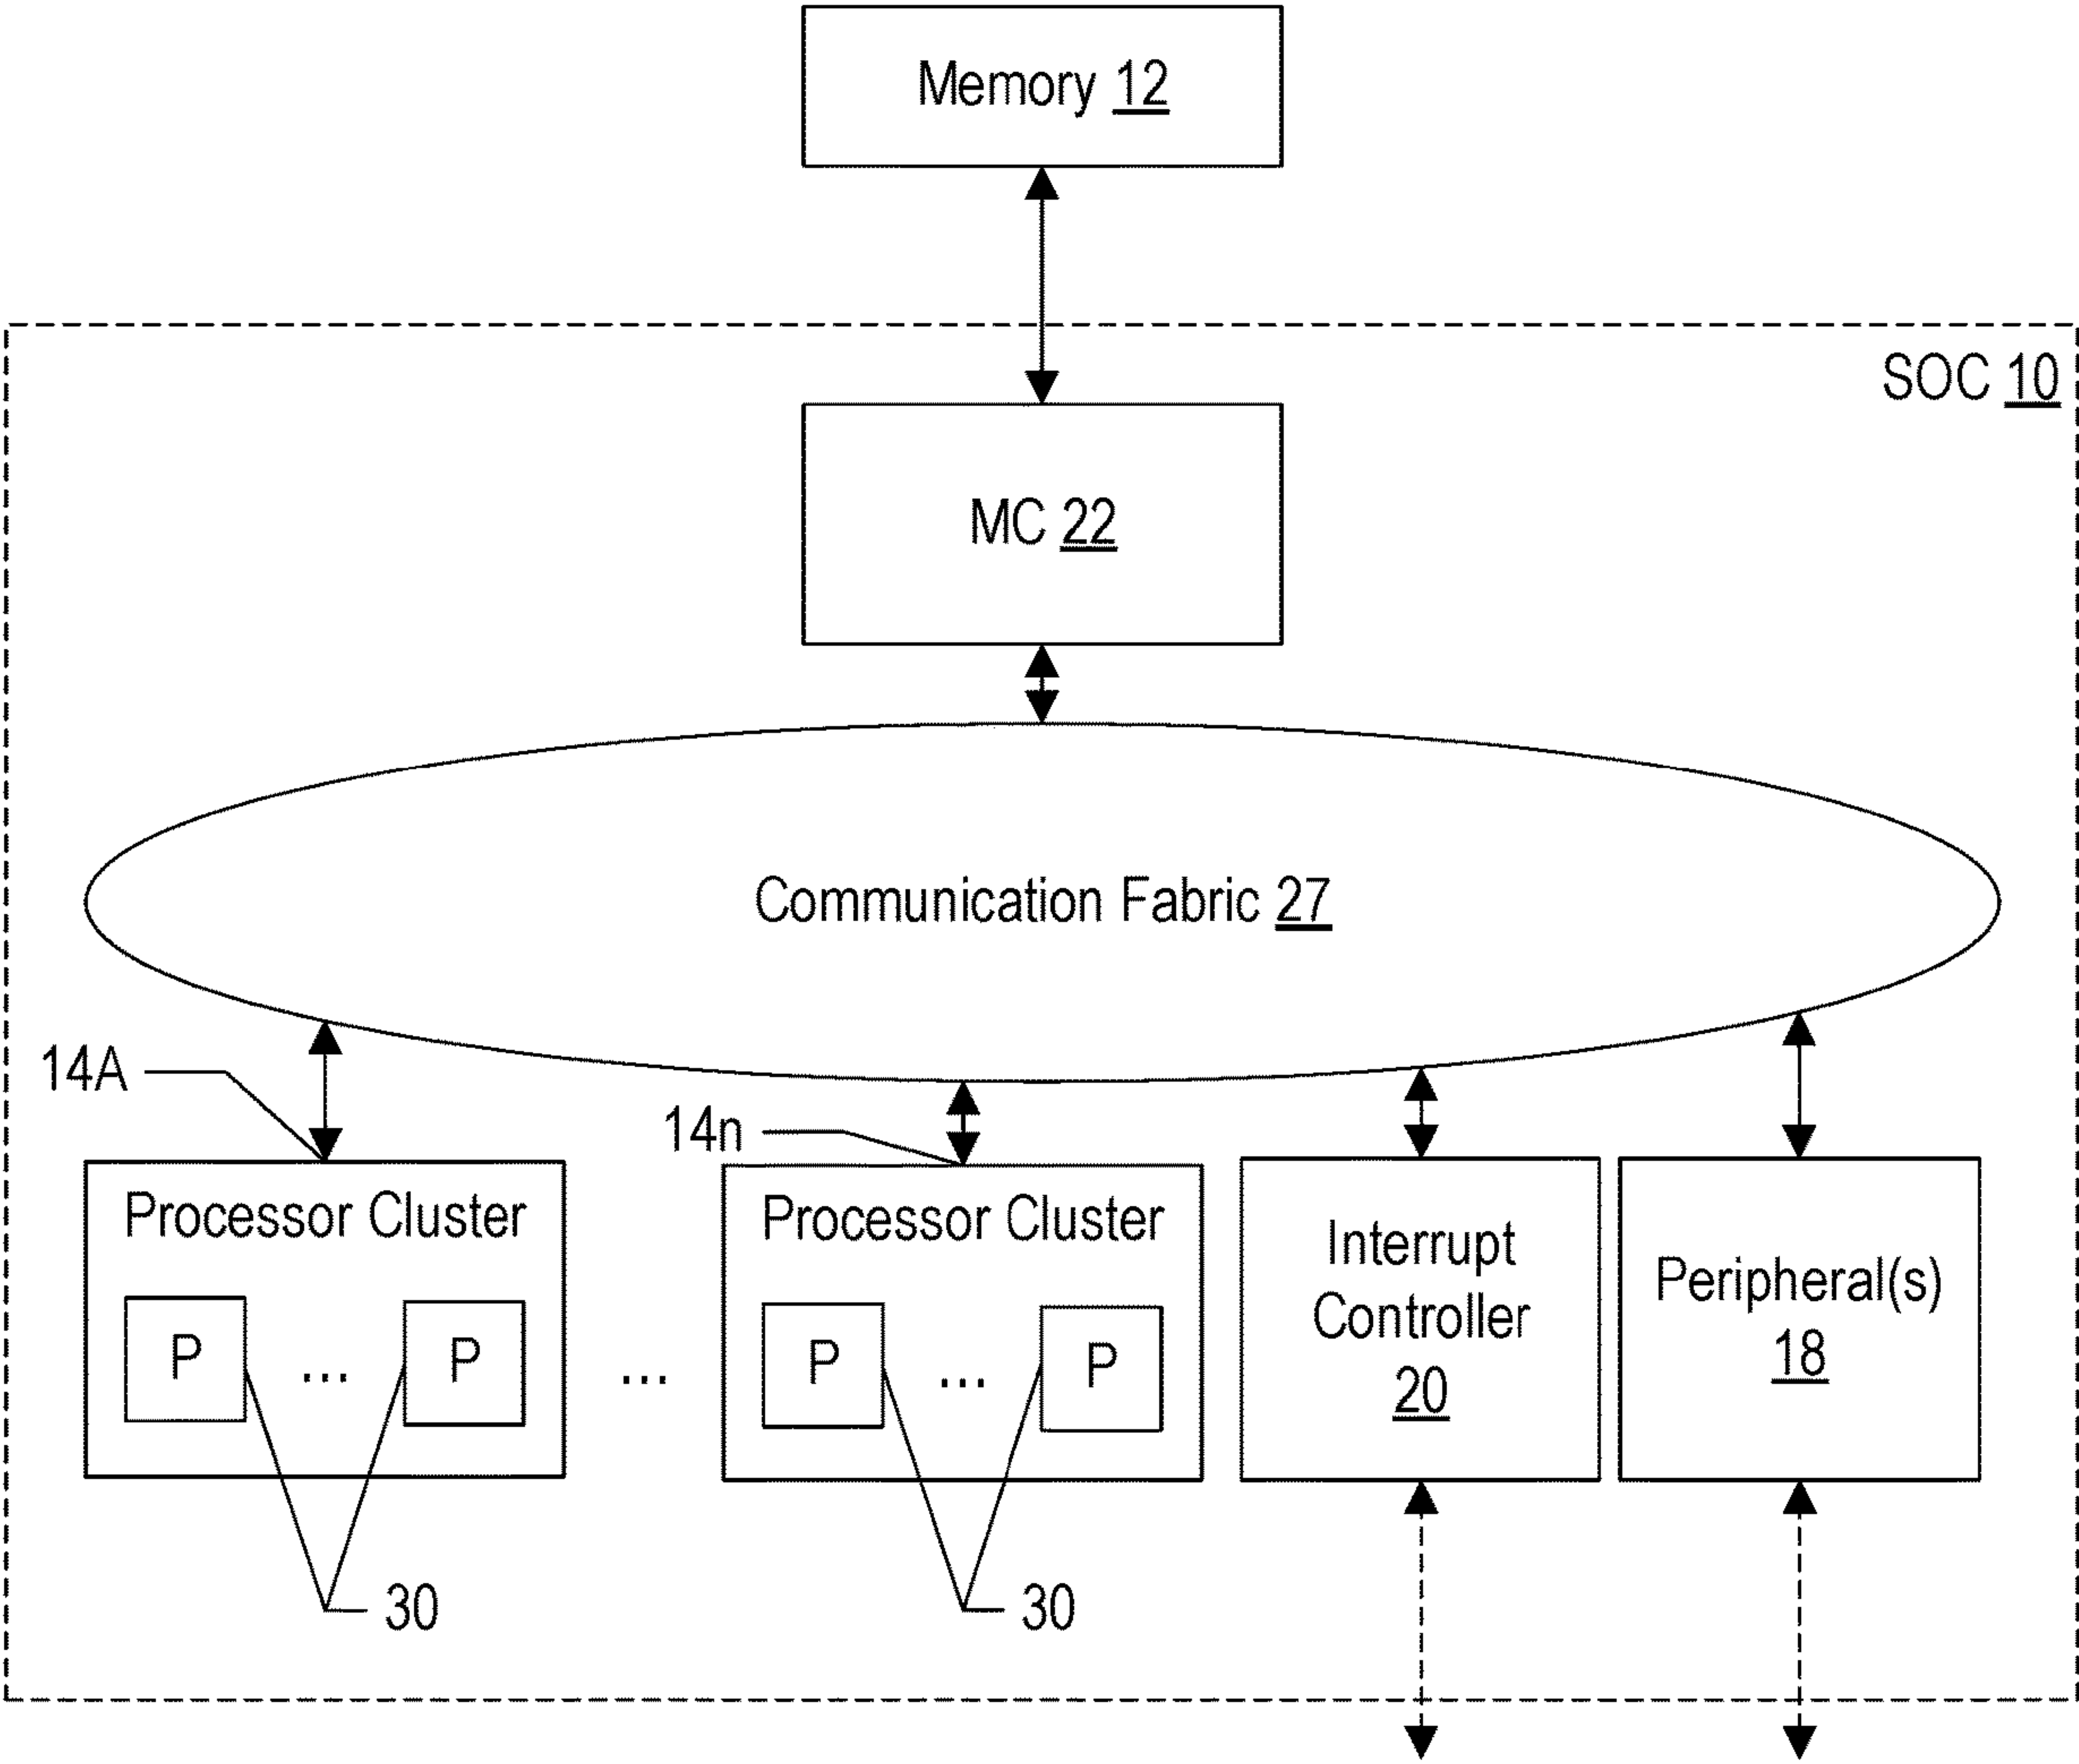 Memory 12
SOC 10
MC 22
Communication Fabric 27
14A
14n
Processor Cluster
P
...
P
30
...
Processor Cluster
P
...
P
30
Interrupt
Controller
20
Peripheral(s)
18